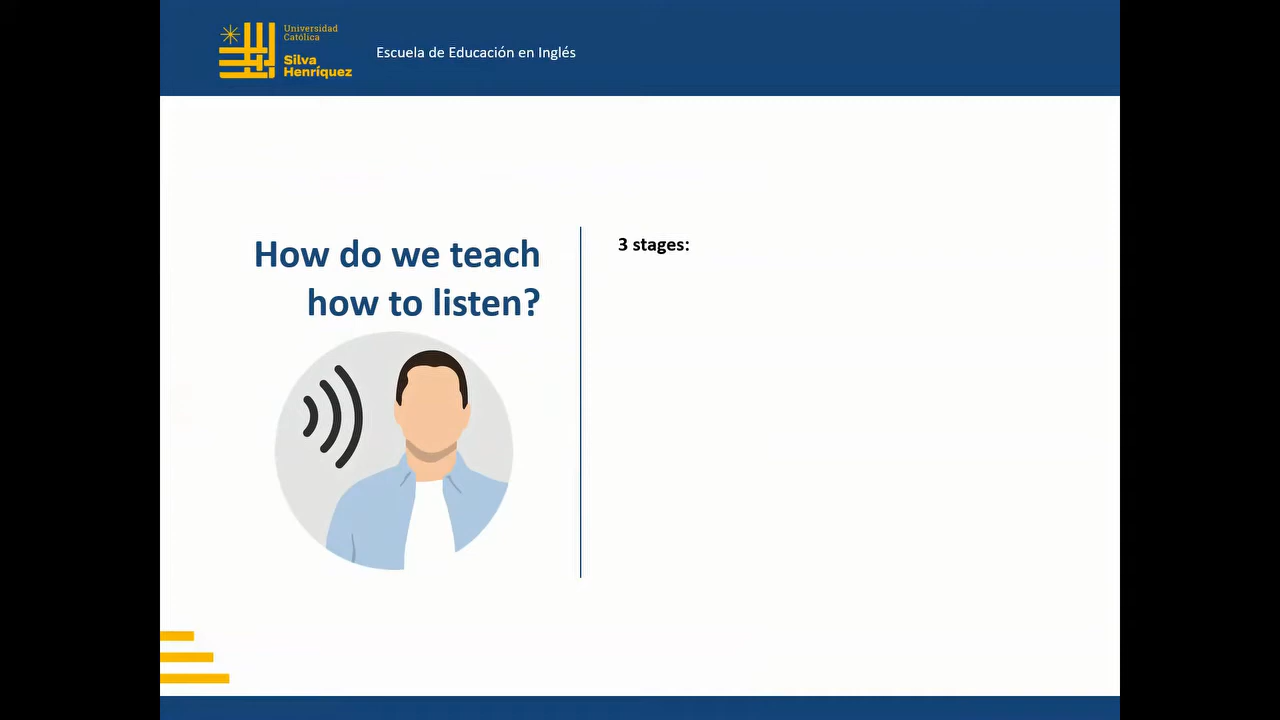 Universidad
Católica
Silva
Henríquez
Escuela de Educación en Inglés
How do we teach
how to listen?
3 stages: